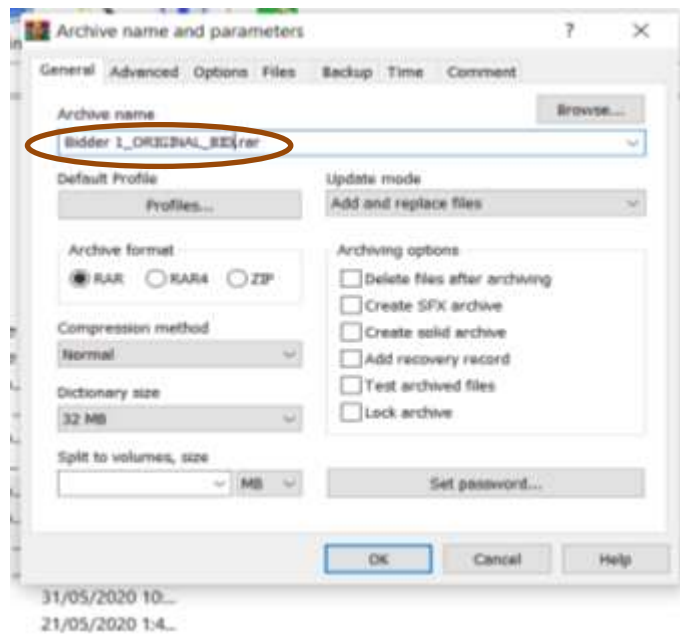 Archive name and parameters ? ×
General Advanced Options Files Backup Time Comment
Archive name
Browse...
Bidder 1_ORIGINAL_BID.rar
Default Profile
Profiles...
Update mode
Add and replace files
Archive format
RAR RAR4 ZIP
Compression method
Normal
Dictionary size
32 MB
Split to volumes, size
MB
Archiving options
Delete files after archiving
Create SFX archive
Create solid archive
Add recovery record
Test archived files
Lock archive
Set password...
OK Cancel Help
31/05/2020 10:...
21/05/2020 1:4...